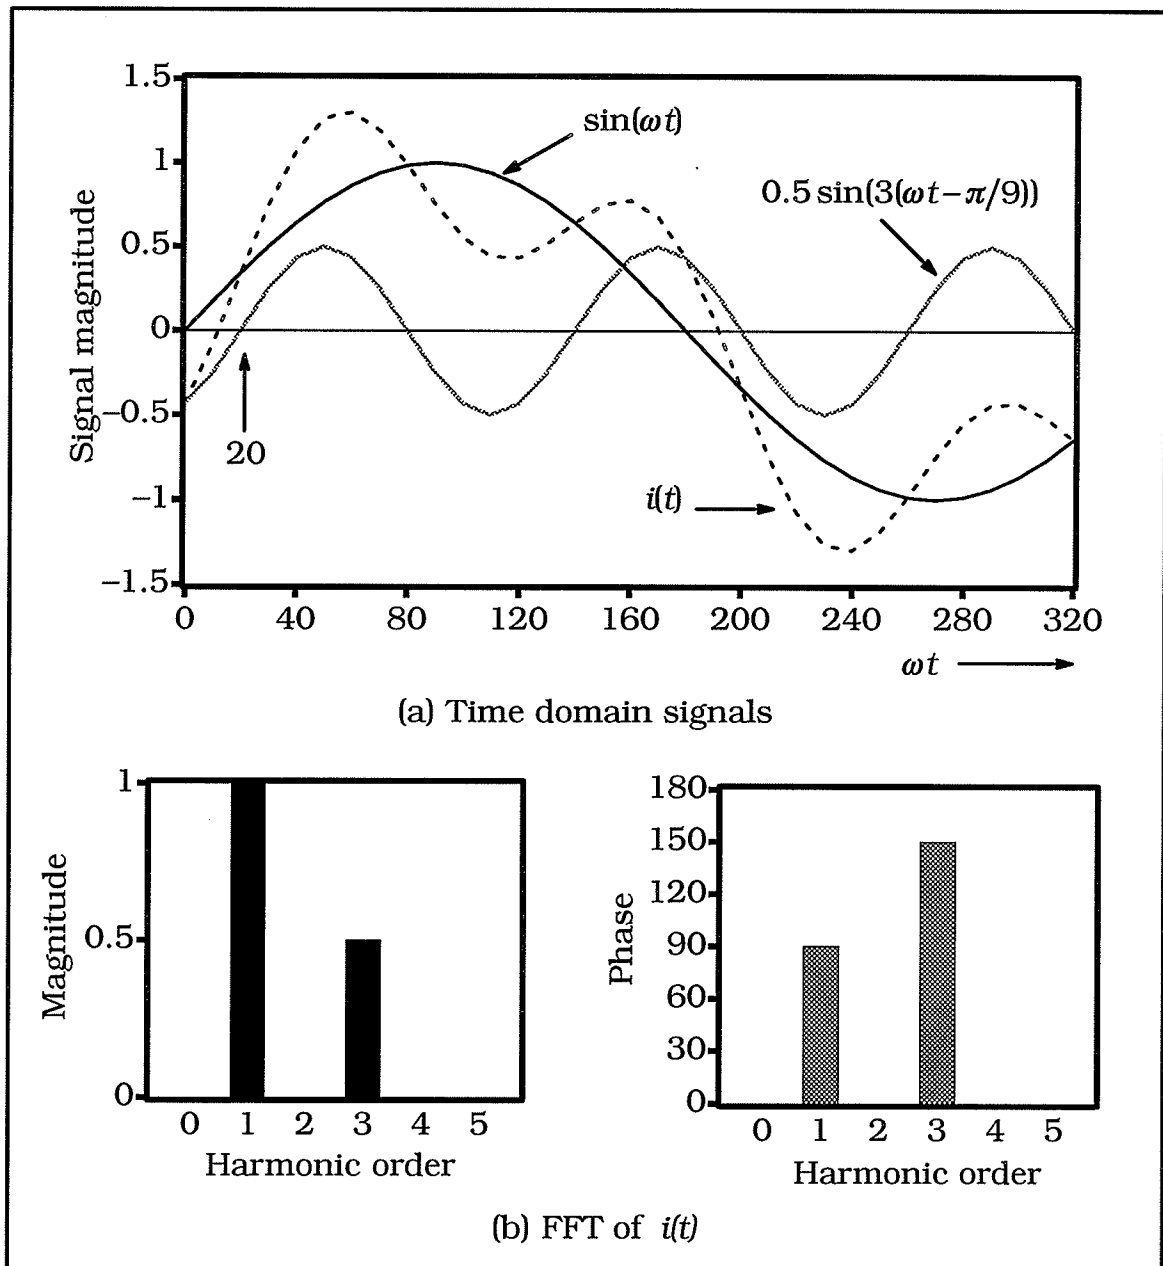 1.5
1
0.5
0
−0.5
−1
−1.5
Signal magnitude
sin(ωt)
0.5 sin(3(ωt−π/9))
20
i(t)
0 40 80 120 160 200 240 280 320
ωt
(a) Time domain signals
1
0.5
0
Magnitude
0 1 2 3 4 5
Harmonic order
180
150
120
90
60
30
0
Phase
0 1 2 3 4 5
Harmonic order
(b) FFT of i(t)